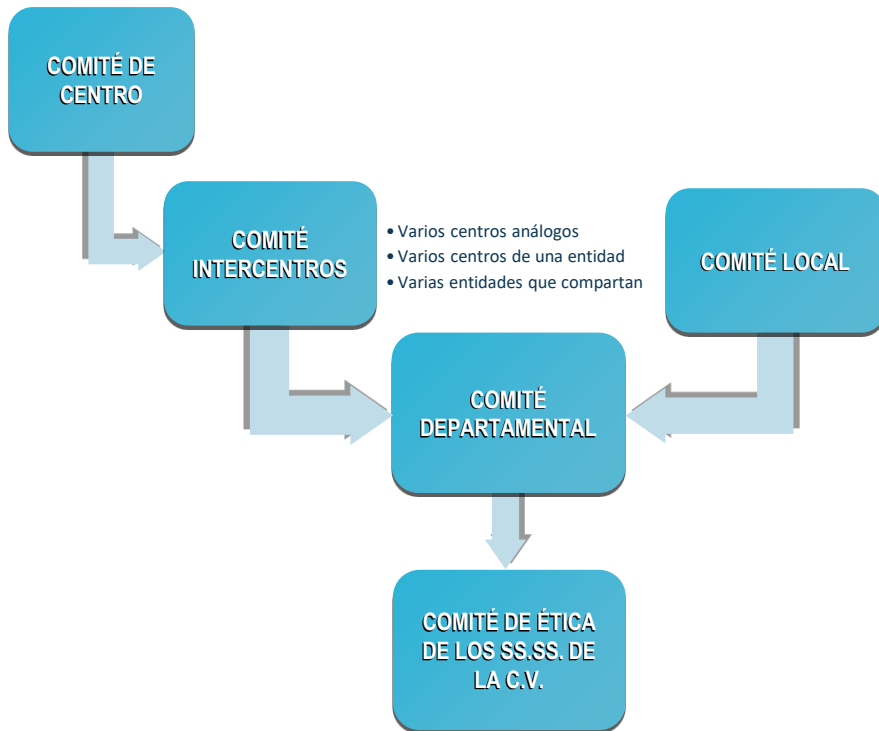 COMITÉ DE
CENTRO
COMITÉ
INTERCENTROS
• Varios centros análogos
• Varios centros de una entidad
• Varias entidades que compartan
COMITÉ LOCAL
COMITÉ
DEPARTAMENTAL
COMITÉ DE ÉTICA
DE LOS SS.SS. DE
LA C.V.